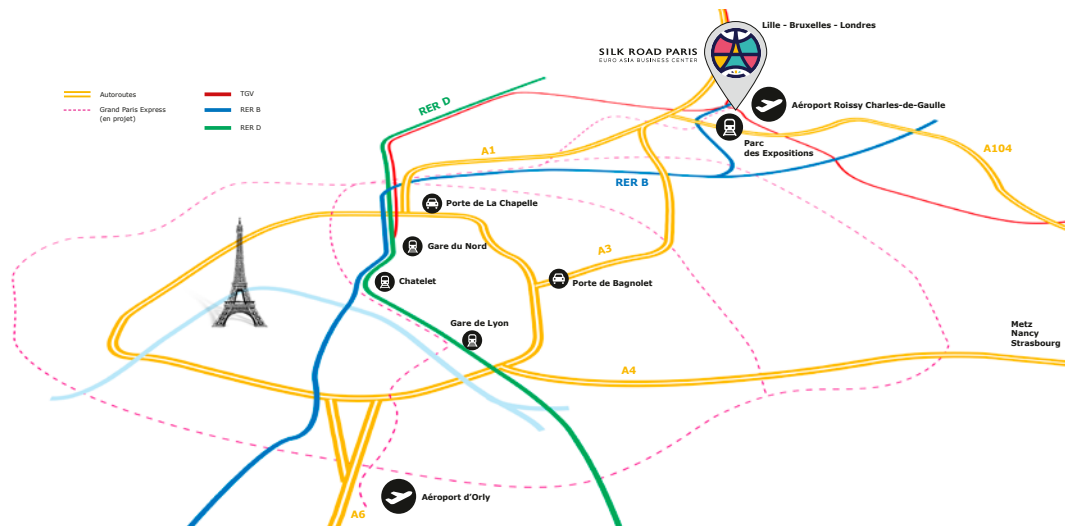 Lille - Bruxelles - Londres
SILK ROAD PARIS
EURO ASIA BUSINESS CENTER
Autoroutes
Grand Paris Express
(en projet)
TGV
RER B
RER D
RER D
Aéroport Roissy Charles-de-Gaulle
Parc
des Expositions
A1
A104
RER B
Porte de La Chapelle
Gare du Nord
A3
Chatelet
Porte de Bagnolet
Gare de Lyon
Metz
Nancy
Strasbourg
A4
Aéroport d'Orly
A6